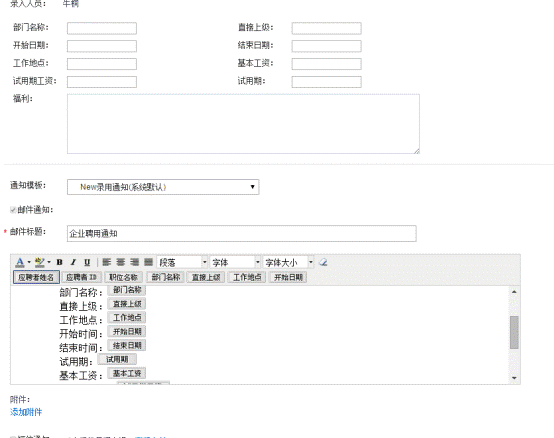 录入人员： 牛桐
部门名称： 直接上级：
开始日期： 结束日期：
工作地点： 基本工资：
试用期工资： 试用期：
福利：
通知模板： New录用通知(系统默认)
邮件通知：
* 邮件标题： 企业聘用通知
A B I U 段落 字体 字体大小
应聘者姓名 应聘者 ID 职位名称 部门名称 直接上级 工作地点 开始日期
部门名称： 部门名称
直接上级： 直接上级
工作地点： 工作地点
开始时间： 开始日期
结束时间： 结束日期
试用期： 试用期
基本工资： 基本工资
附件：
添加附件